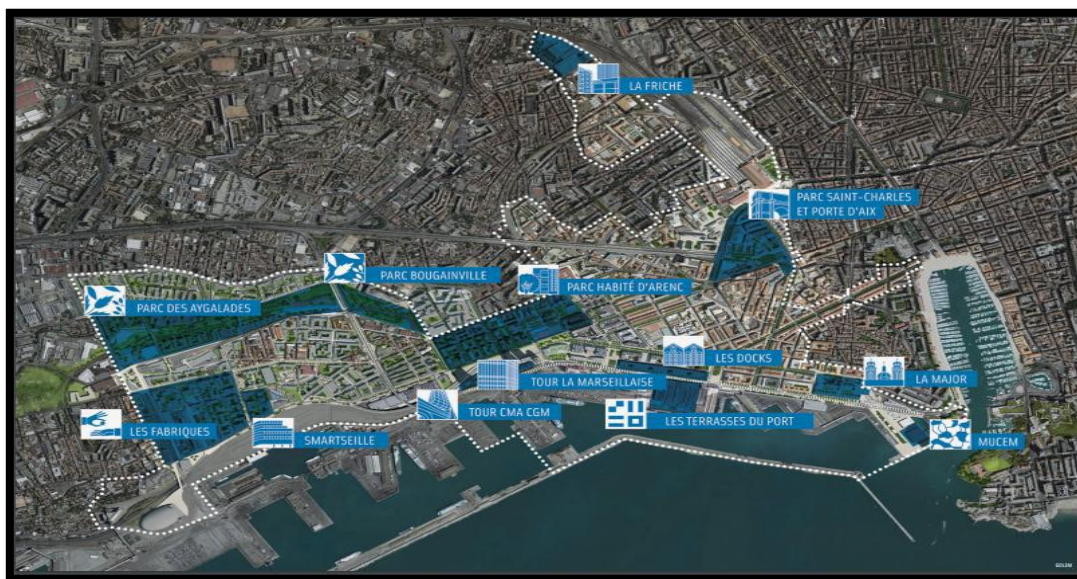 LA FRICHE
PARC SAINT-CHARLES
ET PORTE D'AIX
PARC BOUGAINVILLE
PARC HABITÉ D'ARENC
PARC DES AYGALADES
LES DOCKS
TOUR LA MARSEILLAISE
LA MAJOR
TOUR CMA CGM
LES TERRASSES DU PORT
LES FABRIQUES
SMARTSEILLE
MUCEM